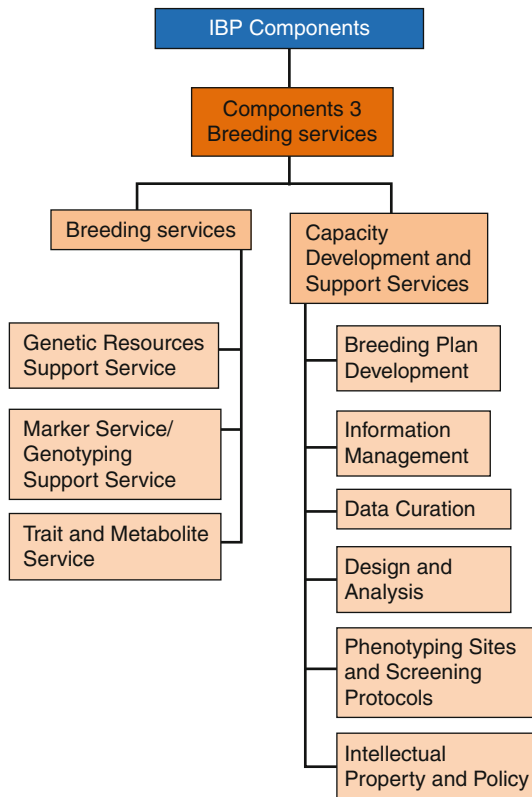 IBP Components
Components 3
Breeding services
Breeding services
Capacity
Development and
Support Services
Genetic Resources
Support Service
Marker Service/
Genotyping
Support Service
Trait and Metabolite
Service
Breeding Plan
Development
Information
Management
Data Curation
Design and
Analysis
Phenotyping Sites
and Screening
Protocols
Intellectual
Property and Policy